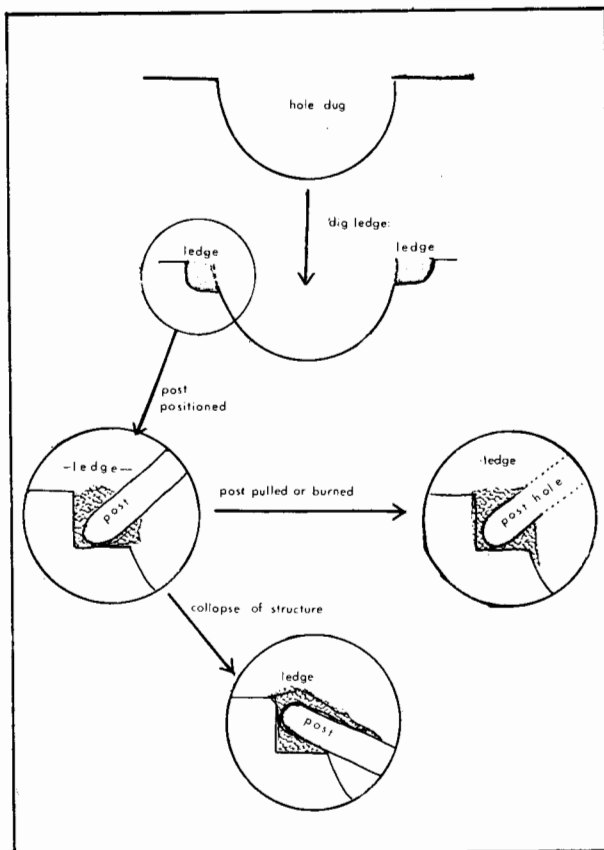 hole dug
dig ledge:
ledge
ledge
post
positioned
-ledge-
post
post pulled or burned
ledge
post hole
collapse of structure
ledge
post